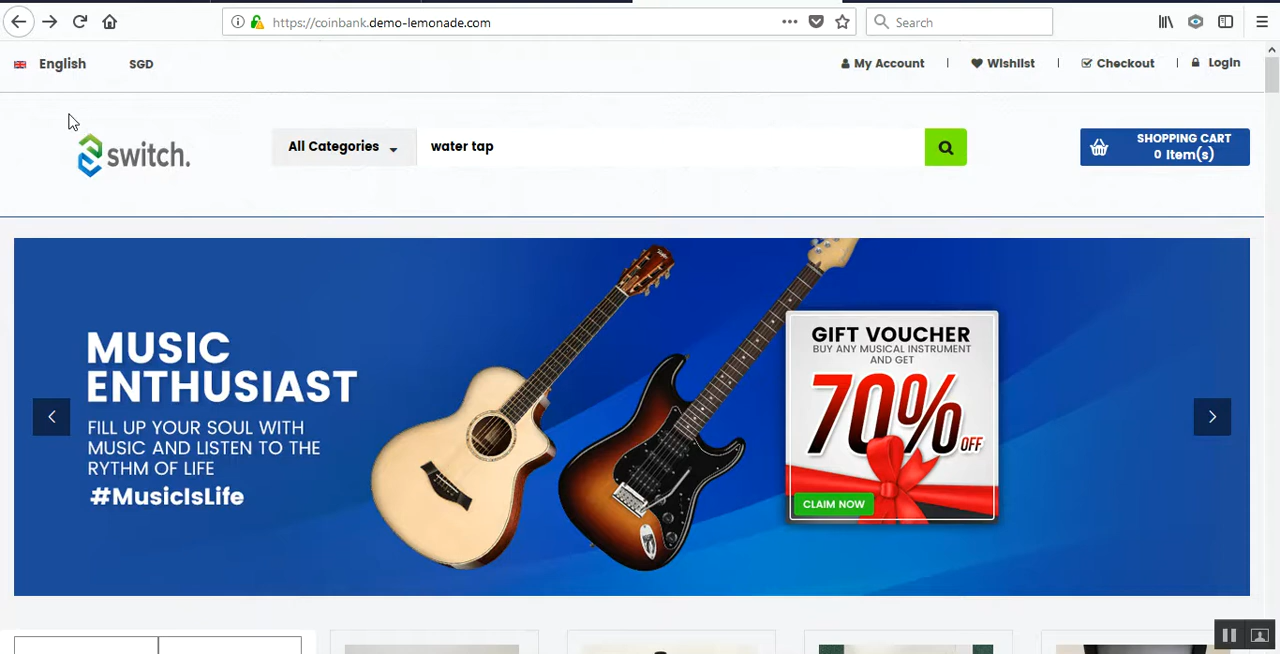 https://coinbank.demo-lemonade.com
Search
English SGD
My Account | Wishlist | Checkout | Login
switch.
All Categories
water tap
SHOPPING CART
0 Item(s)
MUSIC
ENTHUSIAST
FILL UP YOUR SOUL WITH
MUSIC AND LISTEN TO THE
RYTHM OF LIFE
#MusicIsLife
GIFT VOUCHER
BUY ANY MUSICAL INSTRUMENT
AND GET
70%
OFF
CLAIM NOW